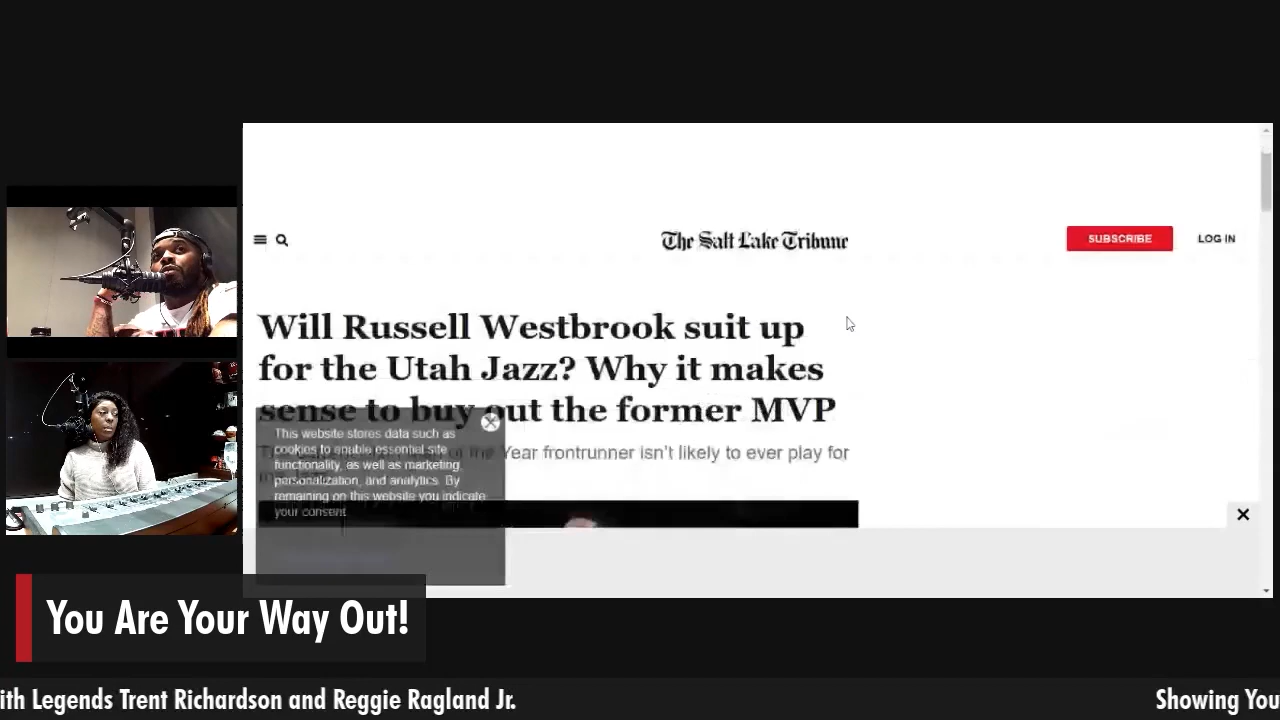 The Salt Lake Tribune
SUBSCRIBE
LOG IN
Will Russell Westbrook suit up
for the Utah Jazz? Why it makes
sense to buy out the former MVP
of the Year frontrunner isn't likely to ever play for
This website stores data such as
cookies to enable essential site
functionality, as well as marketing,
personalization, and analytics. By
remaining on this website you indicate
your consent
You Are Your Way Out!
ith Legends Trent Richardson and Reggie Ragland Jr.
Showing You